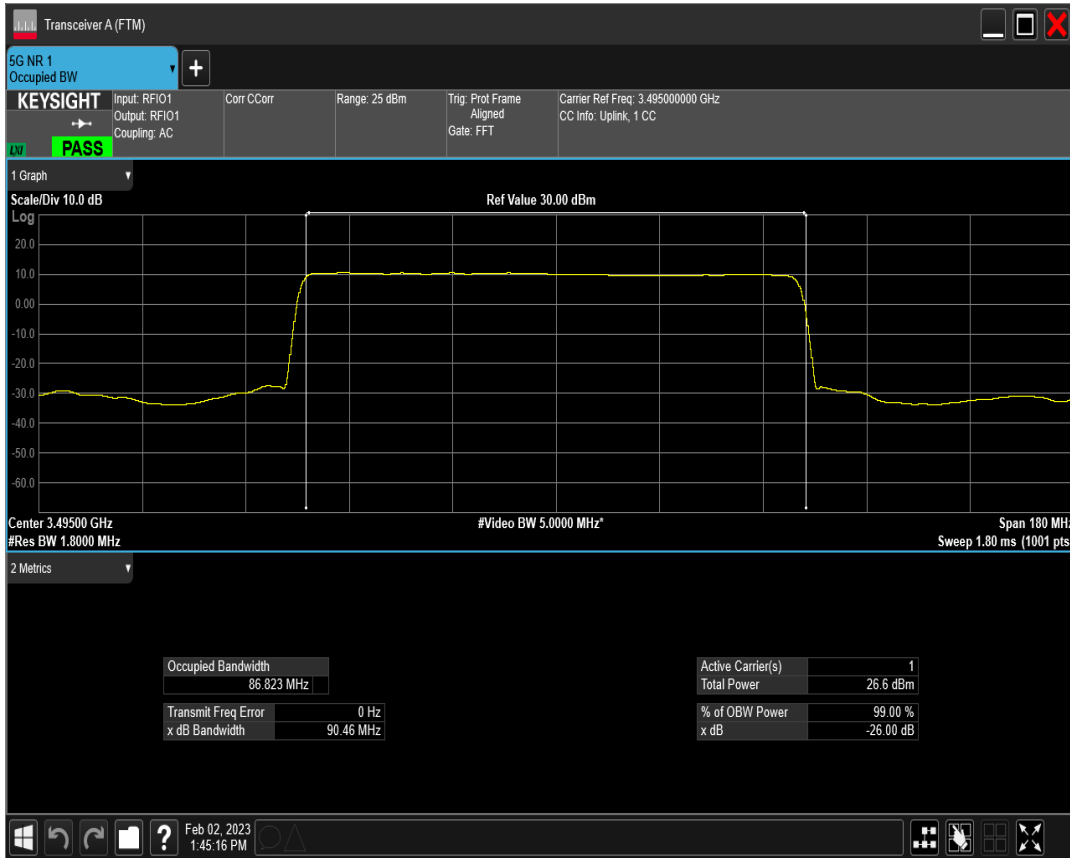 Transceiver A (FTM)
5G NR 1
Occupied BW
+
KEYSIGHT
LXI
PASS
Input: RFIO1
Output: RFIO1
Coupling: AC
Corr CCorr
Range: 25 dBm
Trig: Prot Frame
Aligned
Gate: FFT
Carrier Ref Freq: 3.495000000 GHz
CC Info: Uplink, 1 CC
1 Graph
Scale/Div 10.0 dB
Ref Value 30.00 dBm
Log
20.0
10.0
0.00
-10.0
-20.0
-30.0
-40.0
-50.0
-60.0
Center 3.49500 GHz
#Video BW 5.0000 MHz*
Span 180 MHz
#Res BW 1.8000 MHz
Sweep 1.80 ms (1001 pts
2 Metrics
Occupied Bandwidth
86.823 MHz
Transmit Freq Error 0 Hz
x dB Bandwidth 90.46 MHz
Active Carrier(s) 1
Total Power 26.6 dBm
% of OBW Power 99.00 %
x dB -26.00 dB
?
Feb 02, 2023
1:45:16 PM